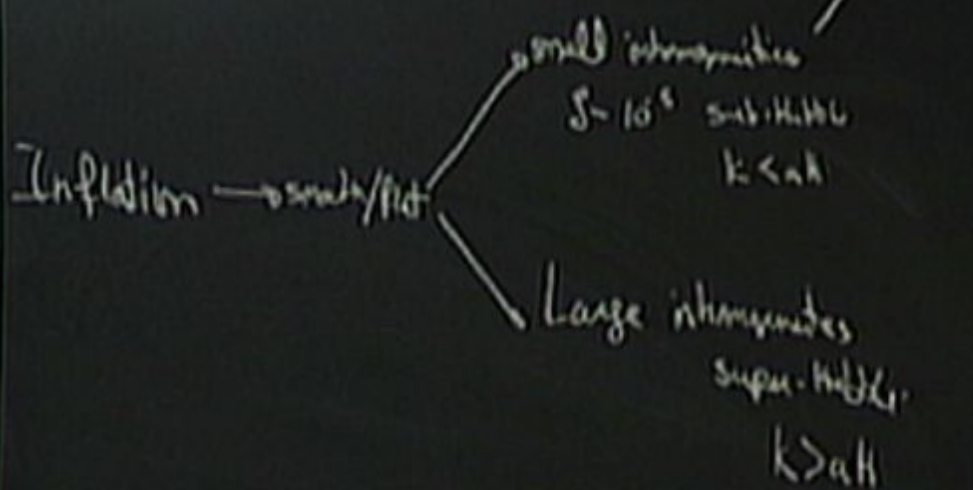 small inhomogeneities
δ~10⁻⁵ sub-Hubble
k<aH
Inflation → smooth/flat
Large inhomogeneities
super-Hubble
k>aH